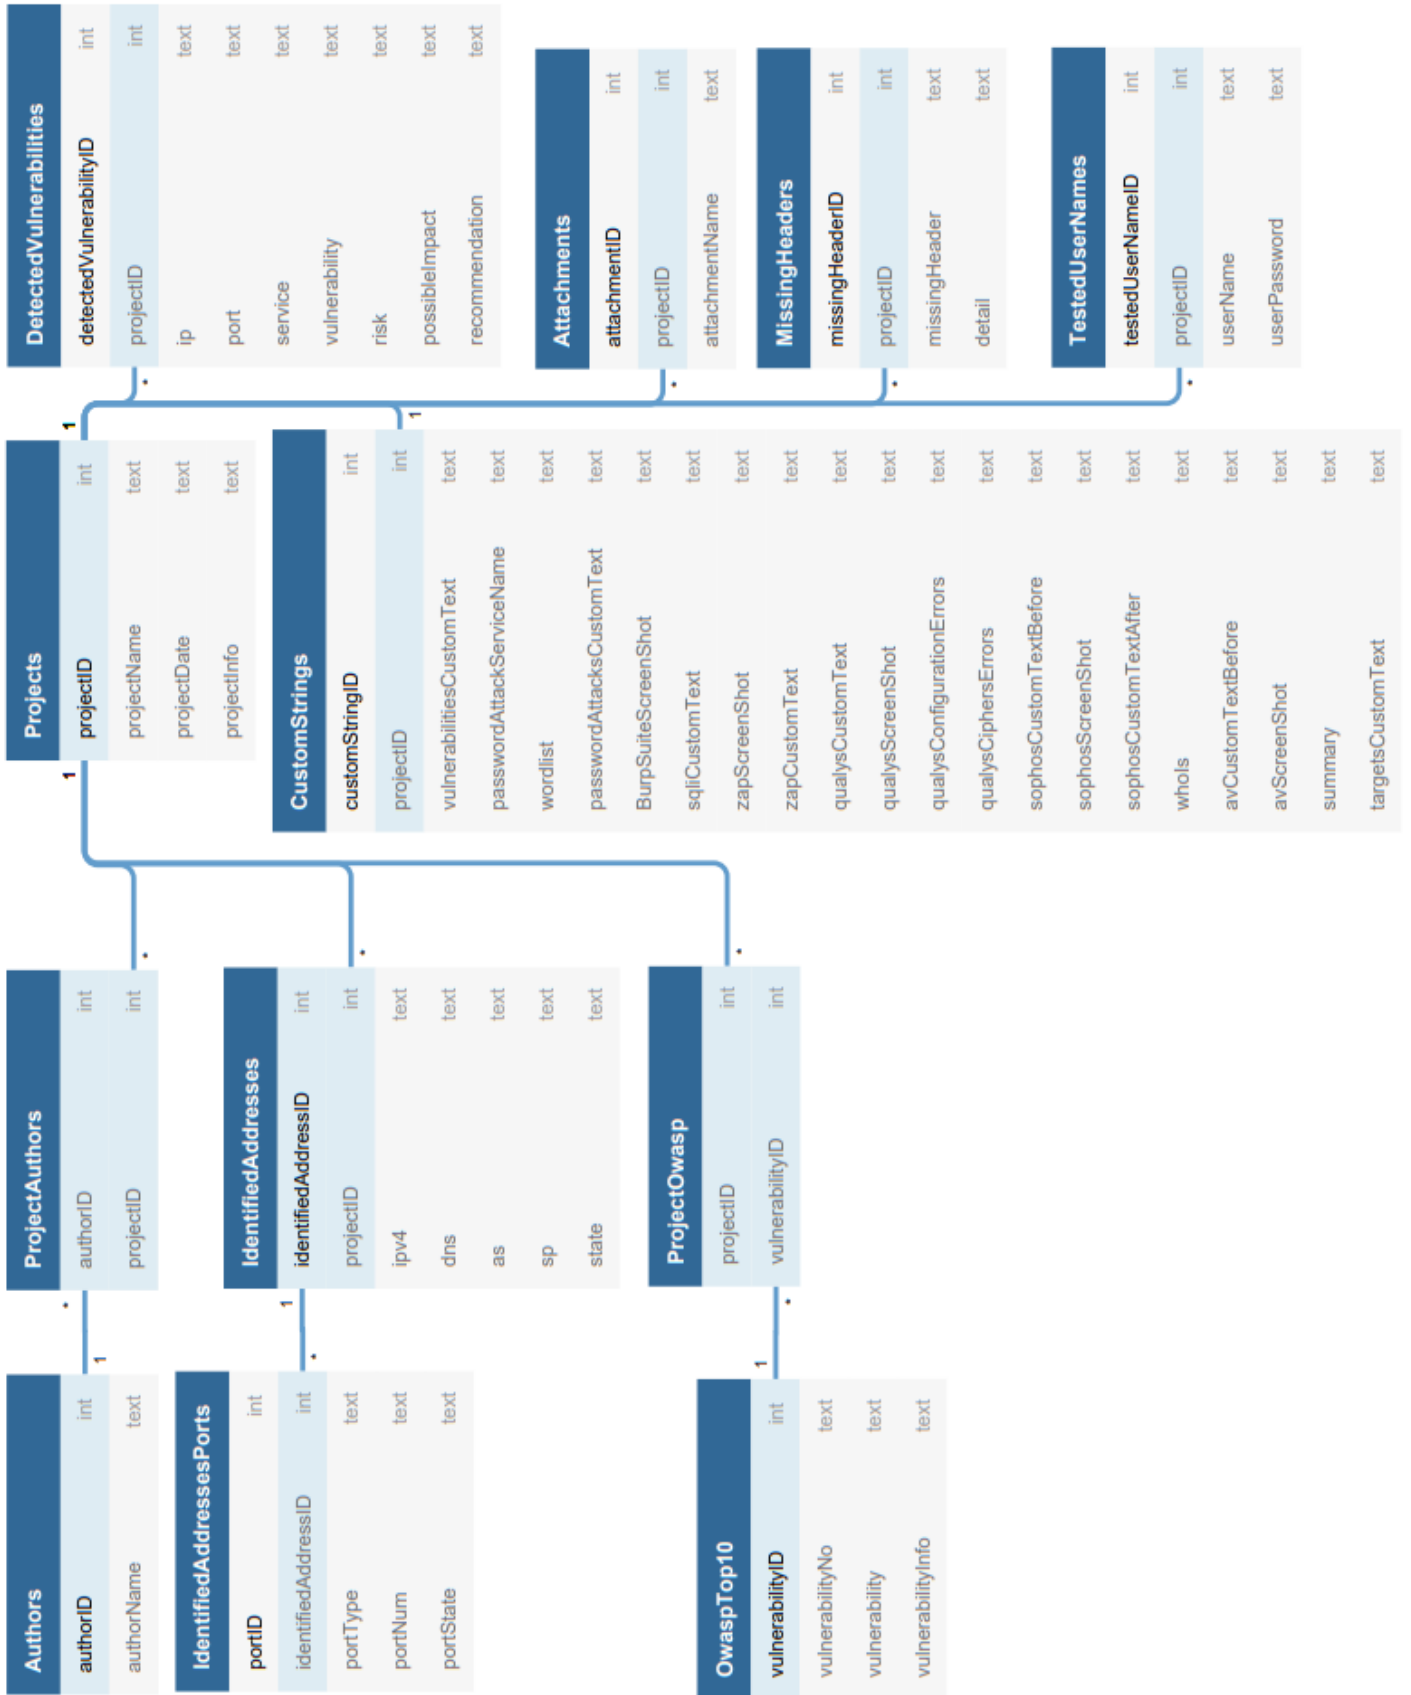 Authors
authorID int
authorName text
IdentifiedAddressesPorts
portID int
identifiedAddressID int
portType text
portNum text
portState text
OwaspTop10
vulnerabilityID int
vulnerabilityNo text
vulnerability text
vulnerabilityInfo text
1
*
*
1
1
*
ProjectAuthors
authorID int
projectID int
IdentifiedAddresses
identifiedAddressID int
projectID int
ipv4 text
dns text
as text
sp text
state text
ProjectOwasp
projectID int
vulnerabilityID int
*
*
*
1
Projects
projectID int
projectName text
projectDate text
projectInfo text
CustomStrings
customStringID int
projectID int
vulnerabilitiesCustomText text
passwordAttackServiceName text
wordlist text
passwordAttacksCustomText text
BurpSuiteScreenShot text
sqliCustomText text
zapScreenShot text
zapCustomText text
qualysCustomText text
qualysScreenShot text
qualysConfigurationErrors text
qualysCiphersErrors text
sophosCustomTextBefore text
sophosScreenShot text
sophosCustomTextAfter text
whoIs text
avCustomTextBefore text
avScreenShot text
summary text
targetsCustomText text
1
1
*
*
*
*
DetectedVulnerabilities
detectedVulnerabilityID int
projectID int
ip text
port text
service text
vulnerability text
risk text
possibleImpact text
recommendation text
Attachments
attachmentID int
projectID int
attachmentName text
MissingHeaders
missingHeaderID int
projectID int
missingHeader text
detail text
TestedUserNames
testedUserNameID int
projectID int
userName text
userPassword text